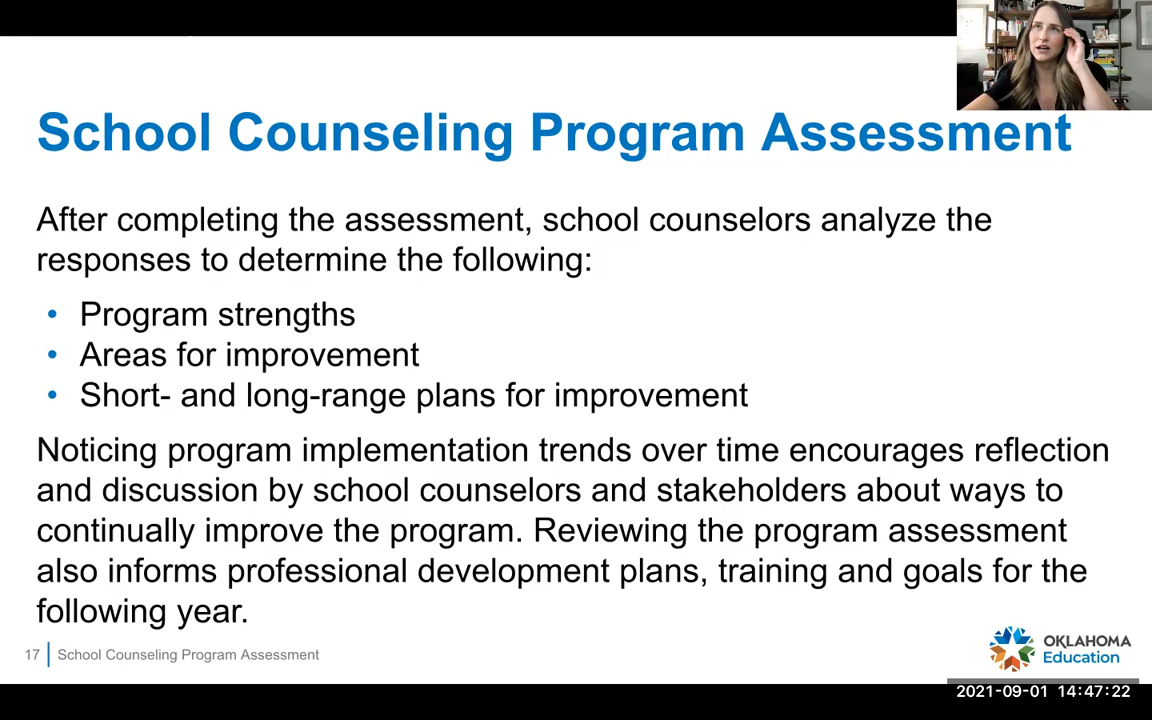 School Counseling Program Assessment
After completing the assessment, school counselors analyze the
responses to determine the following:
• Program strengths
• Areas for improvement
• Short- and long-range plans for improvement
Noticing program implementation trends over time encourages reflection
and discussion by school counselors and stakeholders about ways to
continually improve the program. Reviewing the program assessment
also informs professional development plans, training and goals for the
following year.
17 School Counseling Program Assessment
OKLAHOMA
Education
2021-09-01 14:47:22